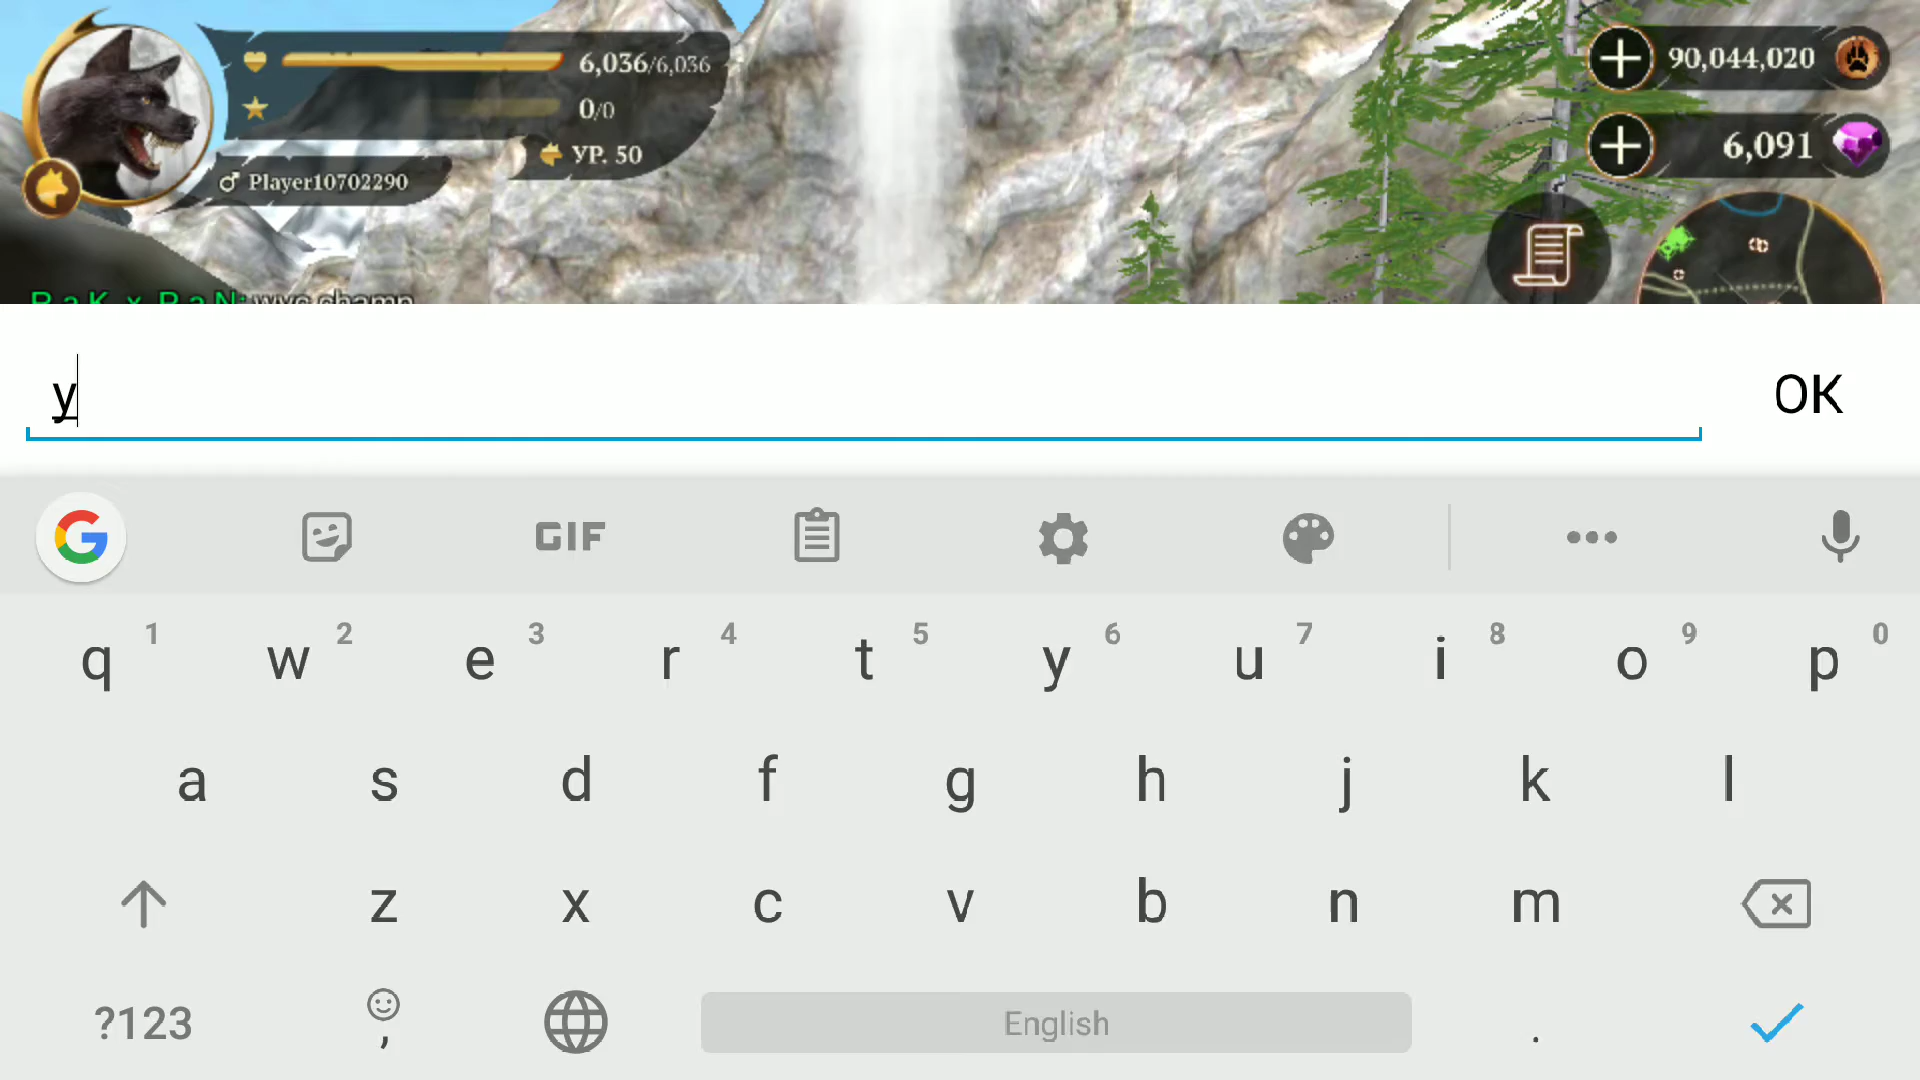 6,036/6,036
0/0
УР. 50
Player10702290
90,044,020
6,091
y
OK
GIF
q 1 w 2 e 3 r 4 t 5 y 6 u 7 i 8 o 9 p 0
a s d f g h j k l
z x c v b n m
?123 , English .